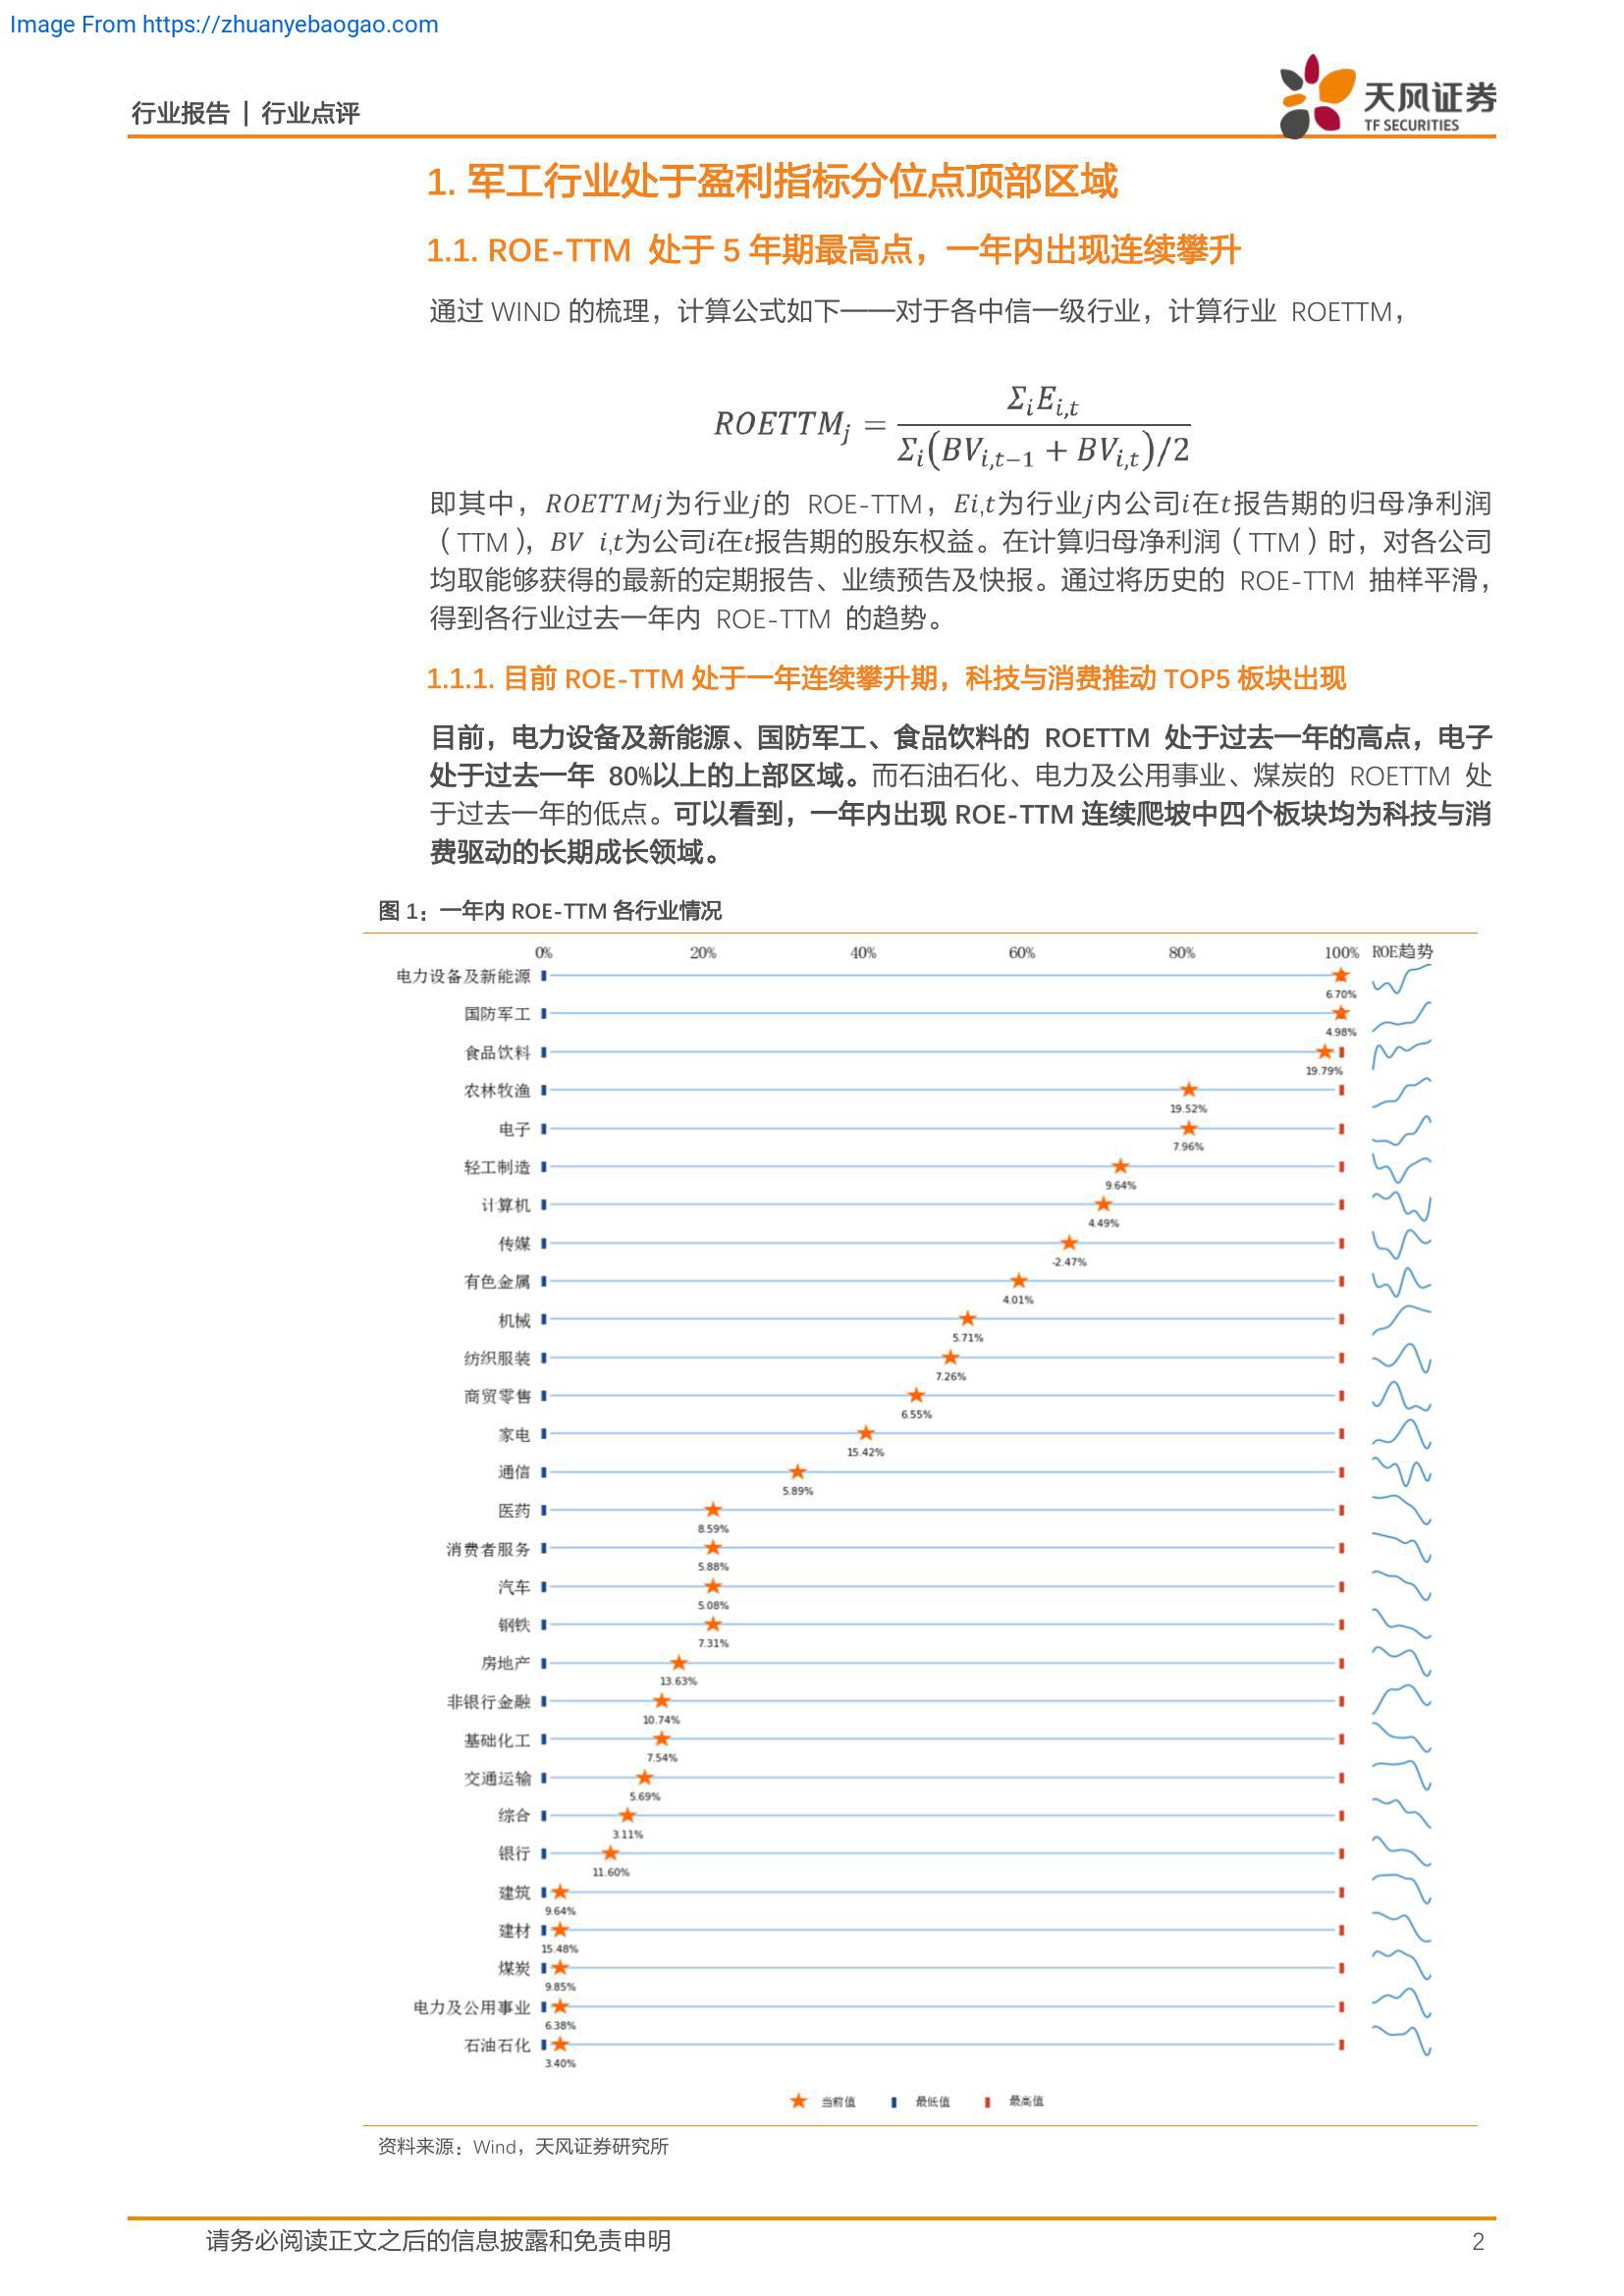 Image From https://zhuanyebaogao.com
行业报告 | 行业点评
天风证券
TF SECURITIES
1. 军工行业处于盈利指标分位点顶部区域
1.1. ROE-TTM 处于 5 年期最高点，一年内出现连续攀升
通过 WIND 的梳理，计算公式如下——对于各中信一级行业，计算行业 ROETTM，
ROETTM_j = Σ_i E_{i,t} / Σ_i(BV_{i,t−1} + BV_{i,t})/2
即其中，ROETTMj为行业j的 ROE-TTM，Ei,t为行业j内公司i在t报告期的归母净利润
（TTM），BV i,t为公司i在t报告期的股东权益。在计算归母净利润（TTM）时，对各公司
均取能够获得的最新的定期报告、业绩预告及快报。通过将历史的 ROE-TTM 抽样平滑，
得到各行业过去一年内 ROE-TTM 的趋势。
1.1.1. 目前 ROE-TTM 处于一年连续攀升期，科技与消费推动 TOP5 板块出现
目前，电力设备及新能源、国防军工、食品饮料的 ROETTM 处于过去一年的高点，电子
处于过去一年 80%以上的上部区域。而石油石化、电力及公用事业、煤炭的 ROETTM 处
于过去一年的低点。可以看到，一年内出现 ROE-TTM 连续爬坡中四个板块均为科技与消
费驱动的长期成长领域。
图 1：一年内 ROE-TTM 各行业情况
0% 20% 40% 60% 80% 100% ROE趋势
电力设备及新能源
6.70%
国防军工
4.98%
食品饮料
19.79%
农林牧渔
19.52%
电子
7.96%
轻工制造
9.64%
计算机
4.49%
传媒
-2.47%
有色金属
4.01%
机械
5.71%
纺织服装
7.26%
商贸零售
6.55%
家电
15.42%
通信
5.89%
医药
8.59%
消费者服务
5.88%
汽车
5.08%
钢铁
7.31%
房地产
13.63%
非银行金融
10.74%
基础化工
7.54%
交通运输
5.69%
综合
3.11%
银行
11.60%
建筑
9.64%
建材
15.48%
煤炭
9.85%
电力及公用事业
6.38%
石油石化
3.40%
当前值 最低值 最高值
资料来源：Wind，天风证券研究所
请务必阅读正文之后的信息披露和免责申明 2